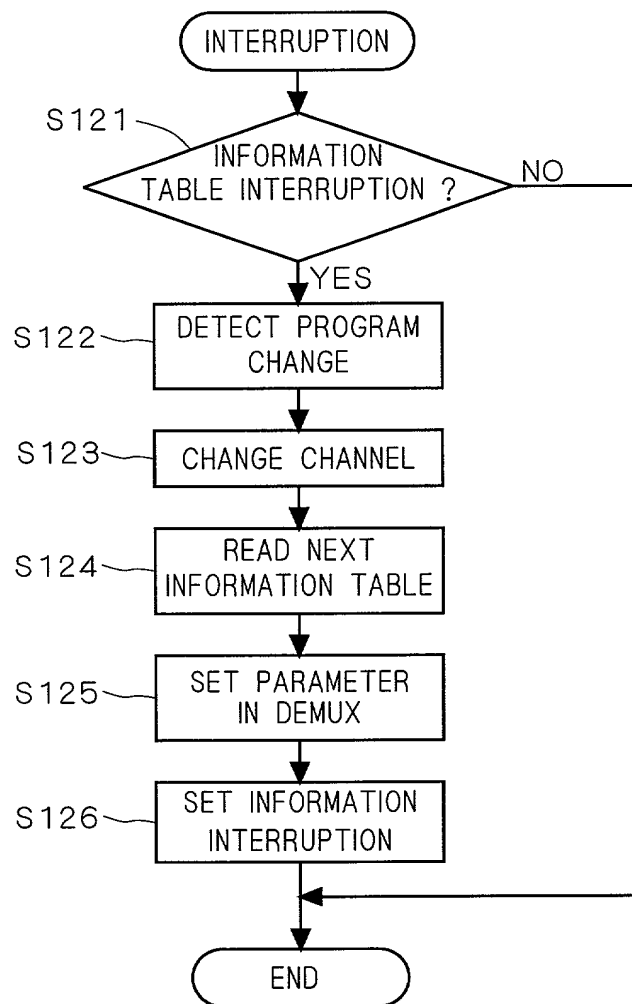 INTERRUPTION
S121
INFORMATION
TABLE INTERRUPTION ?
NO
YES
S122
DETECT PROGRAM
CHANGE
S123
CHANGE CHANNEL
S124
READ NEXT
INFORMATION TABLE
S125
SET PARAMETER
IN DEMUX
S126
SET INFORMATION
INTERRUPTION
END